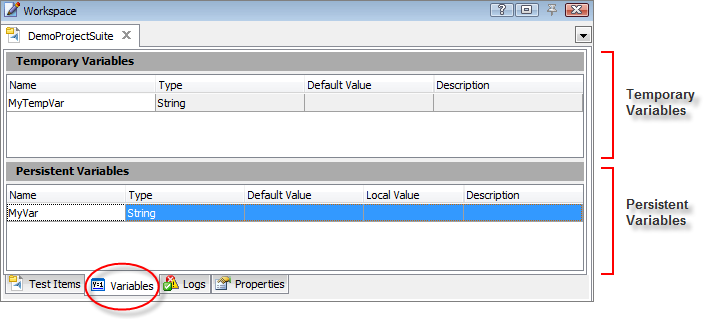 Workspace
DemoProjectSuite
Temporary Variables
Name Type Default Value Description
MyTempVar String
Temporary
Variables
Persistent Variables
Name Type Default Value Local Value Description
MyVar String
Persistent
Variables
Test Items Variables Logs Properties